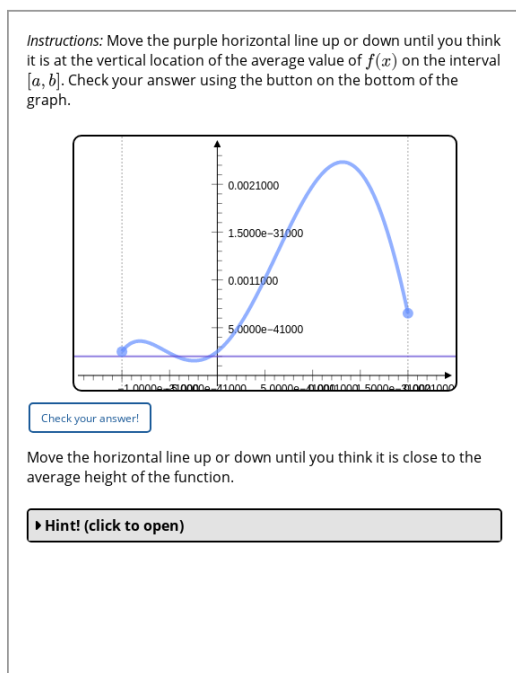 Instructions: Move the purple horizontal line up or down until you think
it is at the vertical location of the average value of f(x) on the interval
[a, b]. Check your answer using the button on the bottom of the
graph.
0.0021000
1.5000e−31000
0.0011000
5.0000e−41000
Check your answer!
Move the horizontal line up or down until you think it is close to the
average height of the function.
Hint! (click to open)